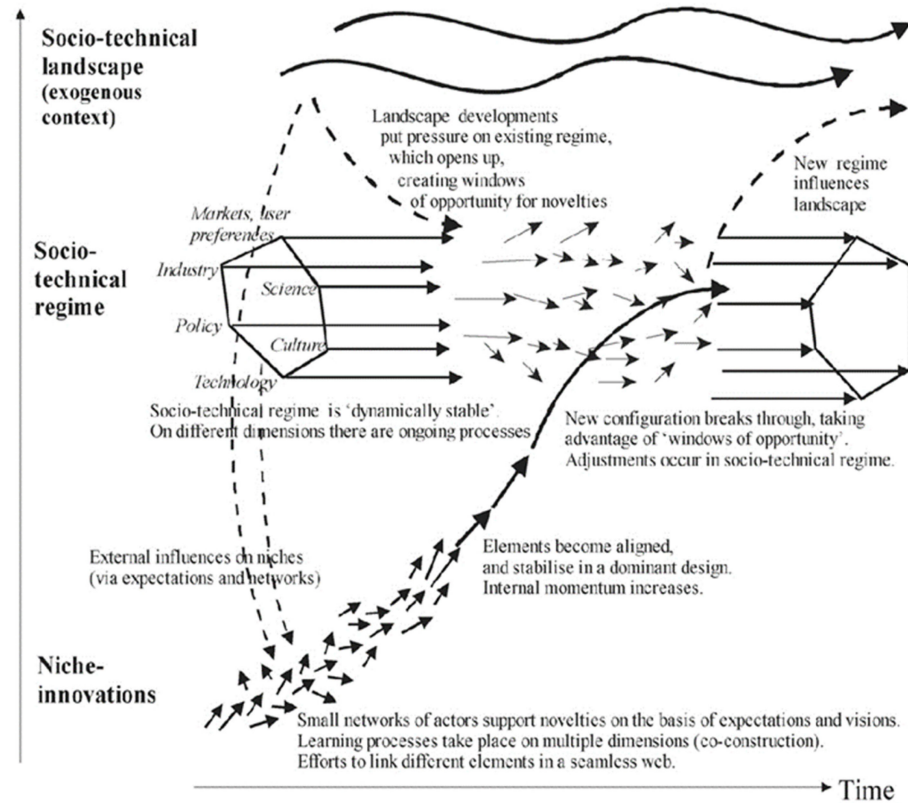 Socio-technical
landscape
(exogenous
context)
Landscape developments
put pressure on existing regime,
which opens up,
creating windows
of opportunity for novelties
New regime
influences
landscape
Markets, user
preferences
Socio-
technical
regime
Industry
Science
Policy
Culture
Technology
Socio-technical regime is ‘dynamically stable’.
On different dimensions there are ongoing processes
New configuration breaks through, taking
advantage of ‘windows of opportunity’.
Adjustments occur in socio-technical regime.
External influences on niches
(via expectations and networks)
Elements become aligned,
and stabilise in a dominant design.
Internal momentum increases.
Niche-
innovations
Small networks of actors support novelties on the basis of expectations and visions.
Learning processes take place on multiple dimensions (co-construction).
Efforts to link different elements in a seamless web.
Time